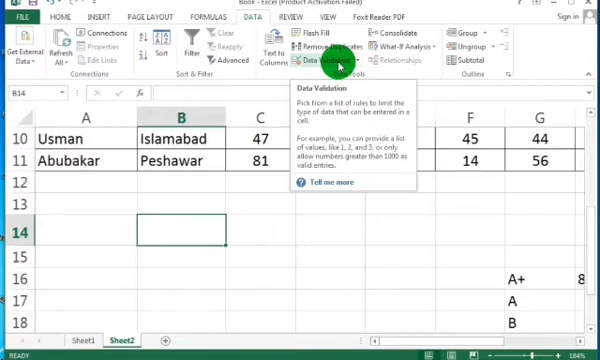 Book - Excel (Product Activation Failed)
FILE HOME INSERT PAGE LAYOUT FORMULAS DATA REVIEW VIEW Foxit Reader PDF Sign in
Get External
Data
Connections
Sort
Filter
Clear
Reapply
Advanced
Sort & Filter
Text to
Columns
Flash Fill
Remove Duplicates
Data Validation
Consolidate
What-If Analysis
Relationships
Tools
Group
Ungroup
Subtotal
Outline
B14
fx
Data Validation
Pick from a list of rules to limit the
type of data that can be entered in a
cell.
For example, you can provide a list
of values, like 1, 2, and 3, or only
allow numbers greater than 1000 as
valid entries.
Tell me more
A B C F G
10 Usman Islamabad 47 45 44
11 Abubakar Peshawar 81 14 56
12
13
14
15
16 A+ 8
17 A
18 B
Sheet1 Sheet2
READY 184%